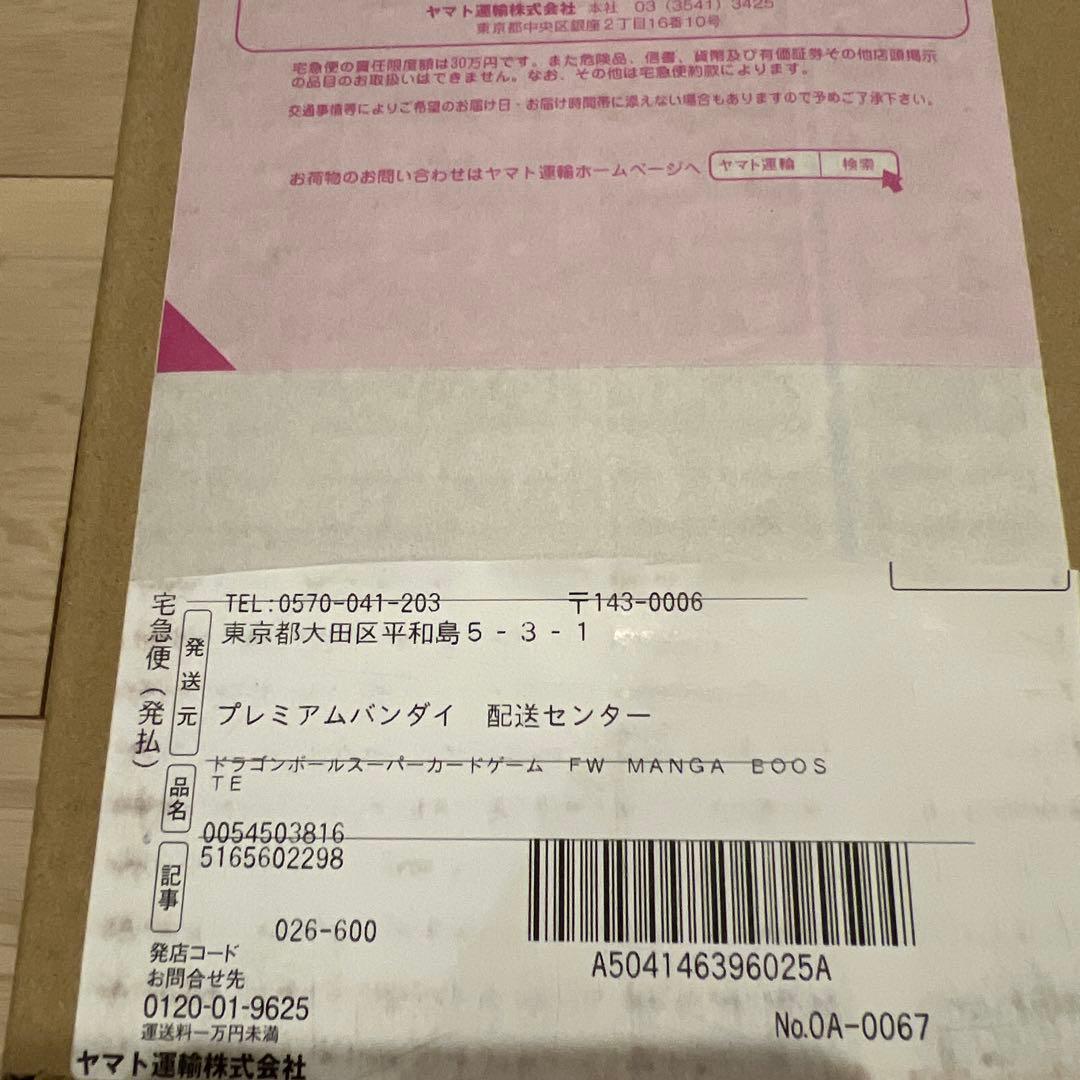 ヤマト運輸株式会社 本社 03 (3541) 3425
東京都中央区銀座2丁目16番10号
宅急便の責任限度額は30万円です。また危険品、信書、貨幣及び有価証券その他店頭掲示
の品目のお取扱いはできません。なお、その他は宅急便約款によります。
交通事情等によりご希望のお届け日・お届け時間帯に添えない場合もありますので予めご了承下さい。
お荷物のお問い合わせはヤマト運輸ホームページへ ヤマト運輸 検索
宅急便(発払)
発送元
TEL:0570-041-203 〒143-0006
東京都大田区平和島5-3-1
プレミアムバンダイ 配送センター
品名
ドラゴンボールスーパーカードゲーム FW MANGA BOOS
TE
記事
0054503816
5165602298
026-600
発店コード
お問合せ先
0120-01-9625
運送料一万円未満
ヤマト運輸株式会社
A504146396025A
No.OA-0067